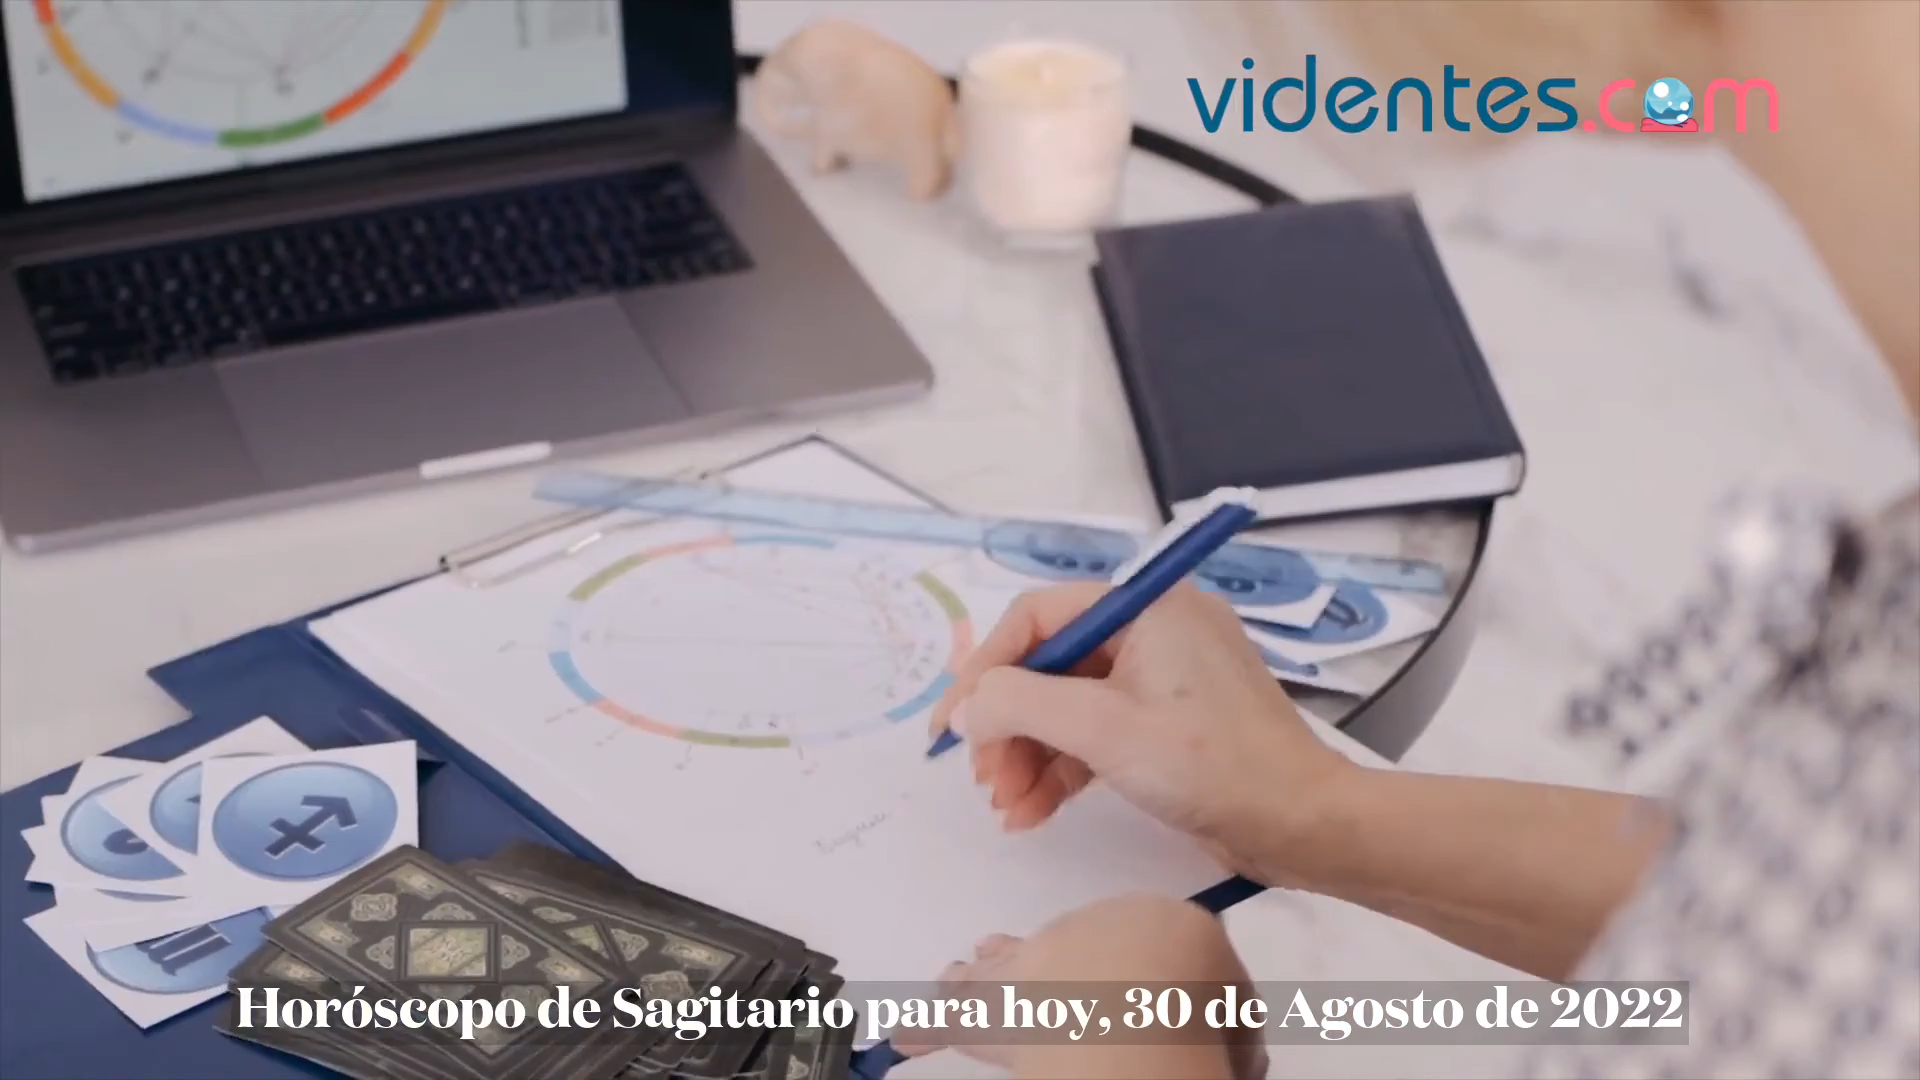 videntes.com
Horóscopo de Sagitario para hoy, 30 de Agosto de 2022